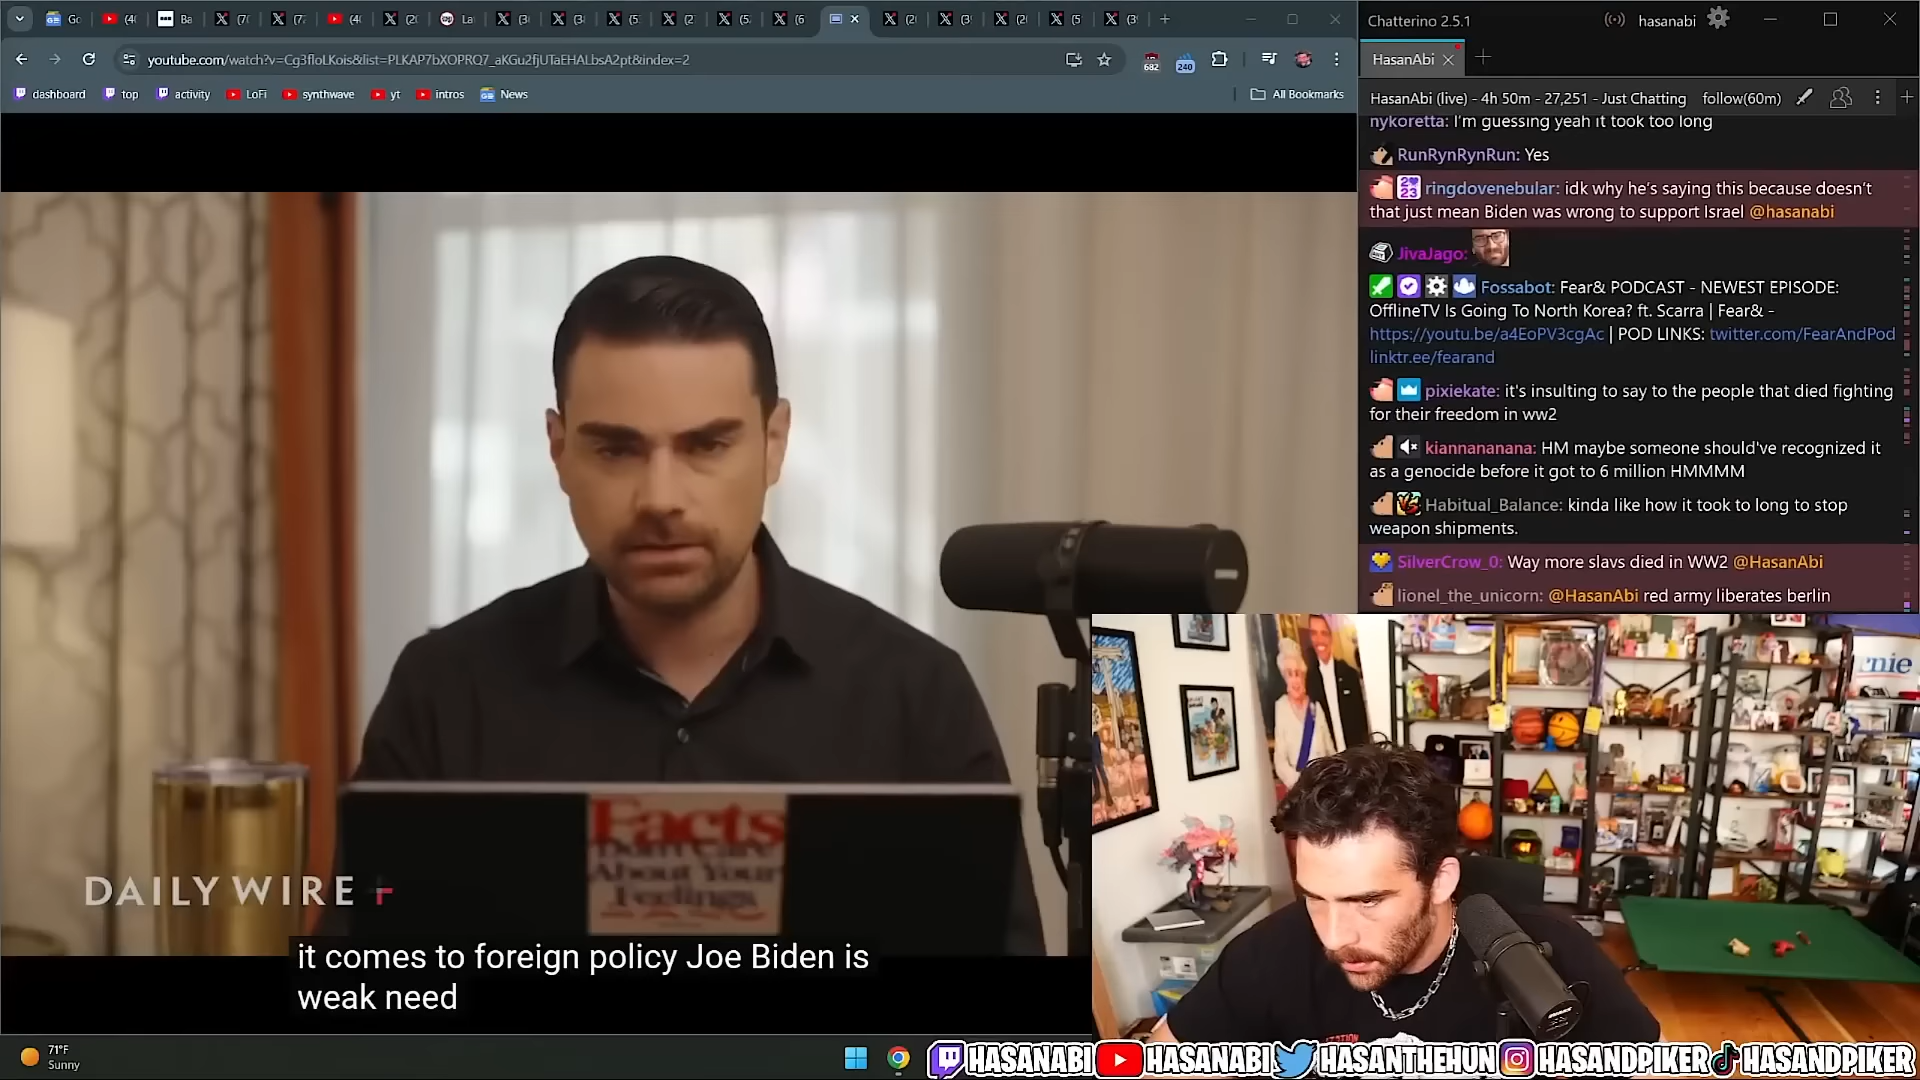 youtube.com/watch?v=Cg3floLKois&list=PLKAP7bXOPRQ7_aKGu2fjUTaEHALbsA2pt&index=2
682
240
dashboard
top
activity
LoFi
synthwave
yt
intros
News
All Bookmarks
Facts
Don't Care
About Your
Feelings
DAILY WIRE +
it comes to foreign policy Joe Biden is
weak need
71°F
Sunny
Chatterino 2.5.1
hasanabi
HasanAbi
HasanAbi (live) - 4h 50m - 27,251 - Just Chatting
follow(60m)
nykoretta: I'm guessing yeah it took too long
RunRynRynRun: Yes
ringdovenebular: idk why he's saying this because doesn't
that just mean Biden was wrong to support Israel @hasanabi
JivaJago:
Fossabot: Fear& PODCAST - NEWEST EPISODE:
OfflineTV Is Going To North Korea? ft. Scarra | Fear& -
https://youtu.be/a4EoPV3cgAc | POD LINKS: twitter.com/FearAndPod
linktr.ee/fearand
pixiekate: it's insulting to say to the people that died fighting
for their freedom in ww2
kiannananana: HM maybe someone should've recognized it
as a genocide before it got to 6 million HMMMM
Habitual_Balance: kinda like how it took to long to stop
weapon shipments.
SilverCrow_0: Way more slavs died in WW2 @HasanAbi
lionel_the_unicorn: @HasanAbi red army liberates berlin
rnie
HASANABI
HASANABI
HASANTHEHUN
HASANDPIKER
HASANDPIKER